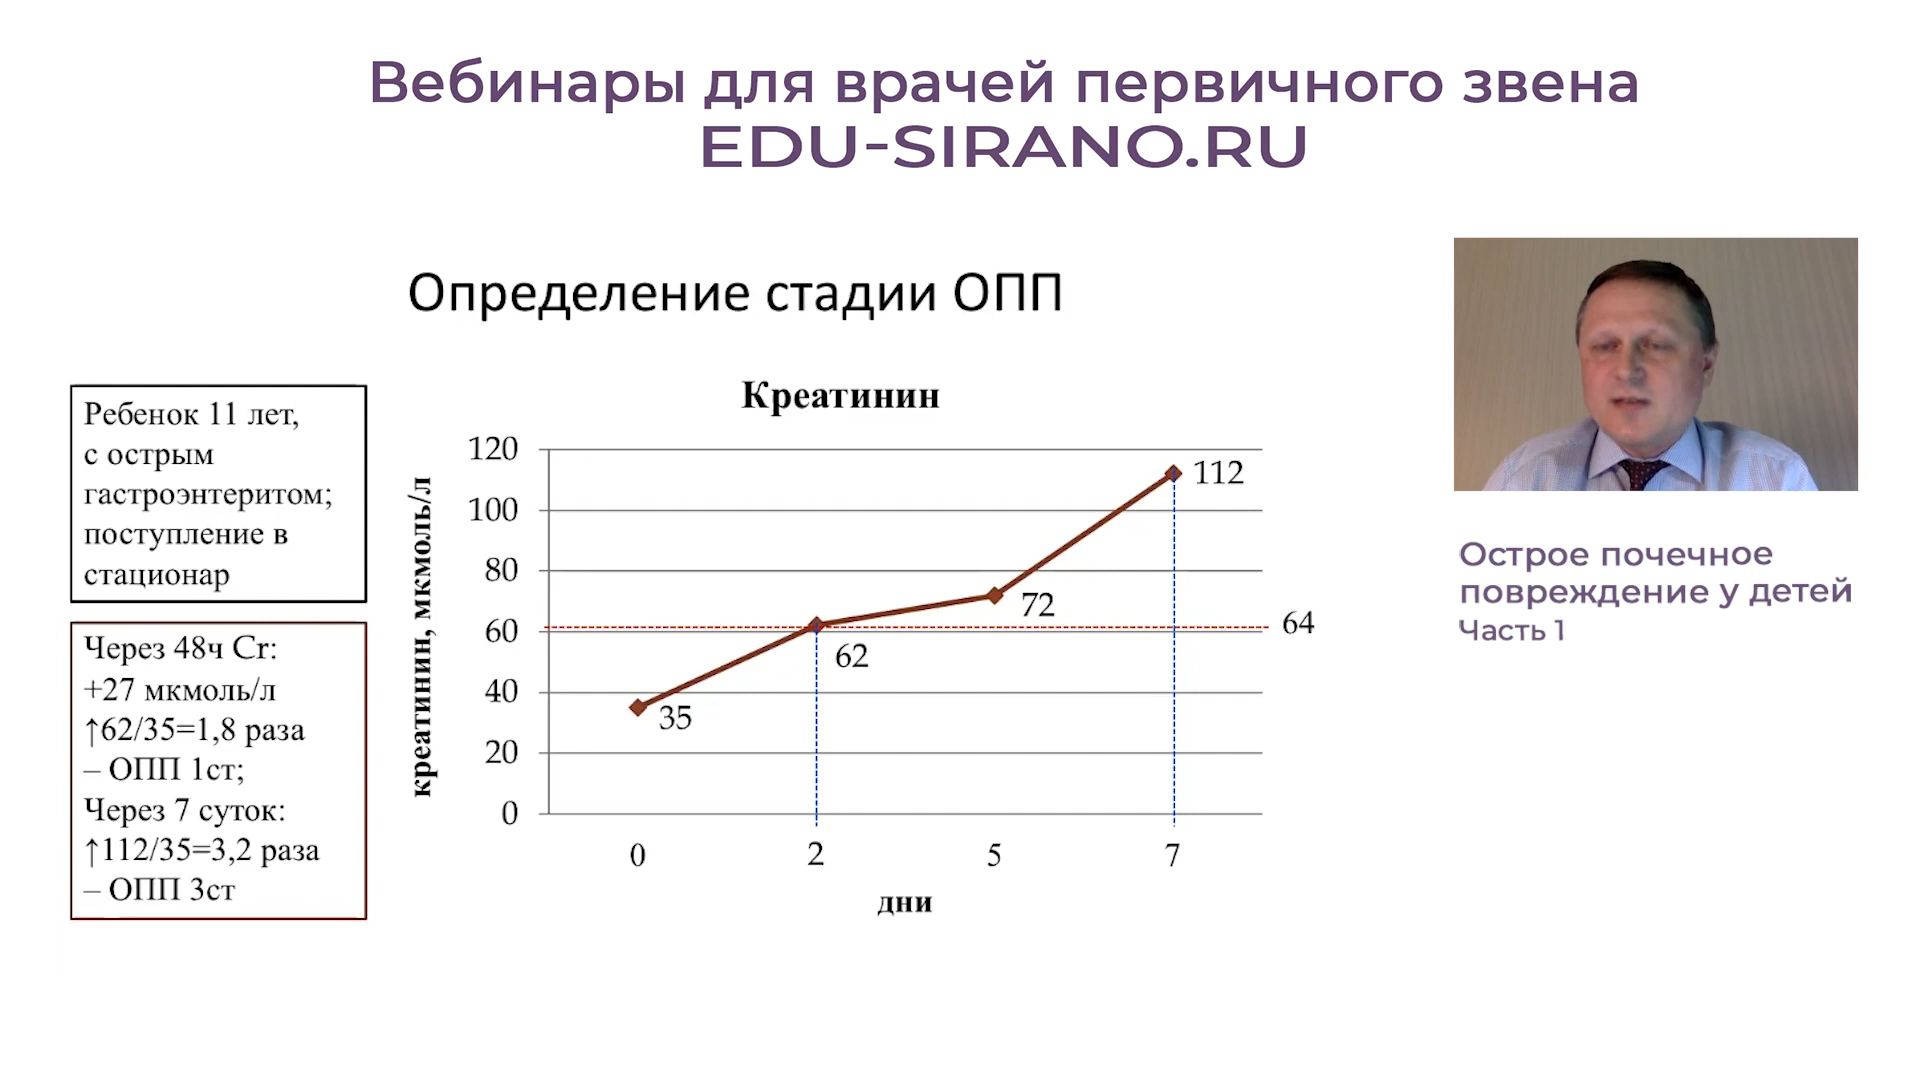 Вебинары для врачей первичного звена
EDU-SIRANO.RU
Определение стадии ОПП
Ребенок 11 лет,
с острым
гастроэнтеритом;
поступление в
стационар
Через 48ч Cr:
+27 мкмоль/л
↑62/35=1,8 раза
– ОПП 1ст;
Через 7 суток:
↑112/35=3,2 раза
– ОПП 3ст
Креатинин
креатинин, мкмоль/л
120
100
80
60
40
20
0
35
62
72
112
64
0
2
5
7
дни
Острое почечное
повреждение у детей
Часть 1